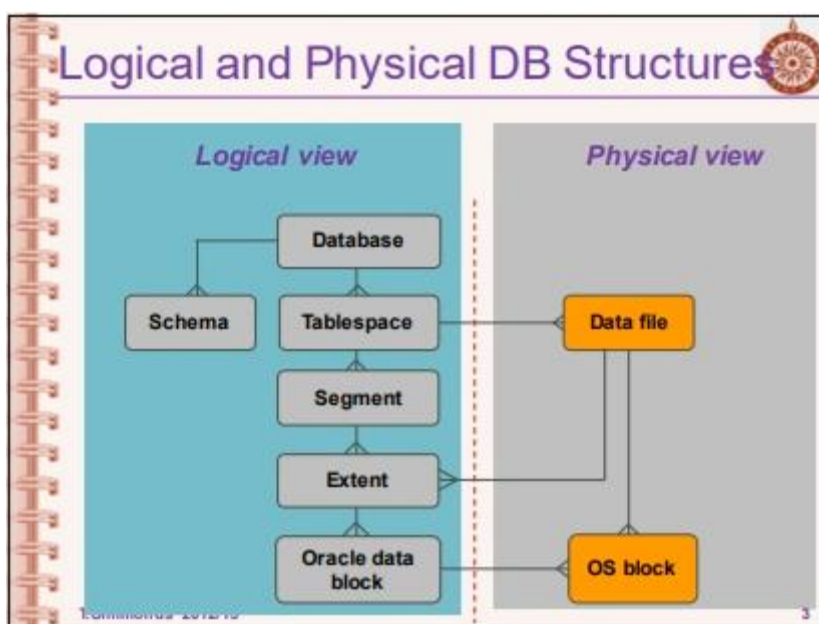 Logical and Physical DB Structures
Logical view
Physical view
Database
Schema
Tablespace
Data file
Segment
Extent
Oracle data
block
OS block
3